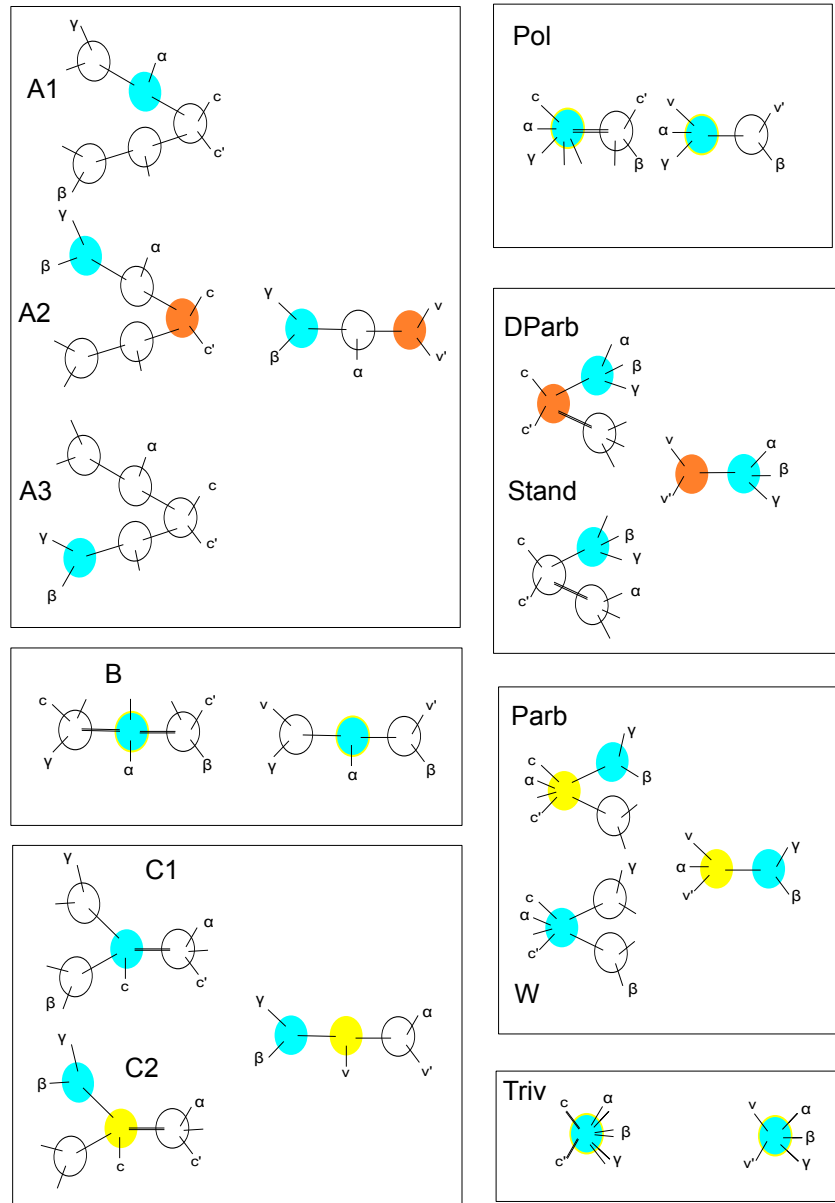 γ
α
A1
c
c'
β
γ
β
α
A2
c
c'
γ
β
α
v
v'
A3
α
c
c'
γ
β
B
c
γ
α
c'
β
v
γ
α
v'
β
C1
γ
β
c
α
c'
C2
γ
β
c
α
c'
γ
β
v
α
v'
Pol
c
α
γ
c'
β
v
α
γ
v'
β
DParb
c
c'
α
β
γ
Stand
c
c'
β
γ
α
v
v'
α
β
γ
Parb
c
α
c'
γ
β
c
α
c'
γ
β
W
v
α
v'
γ
β
Triv
c
α
β
c'
γ
v
α
β
v'
γ